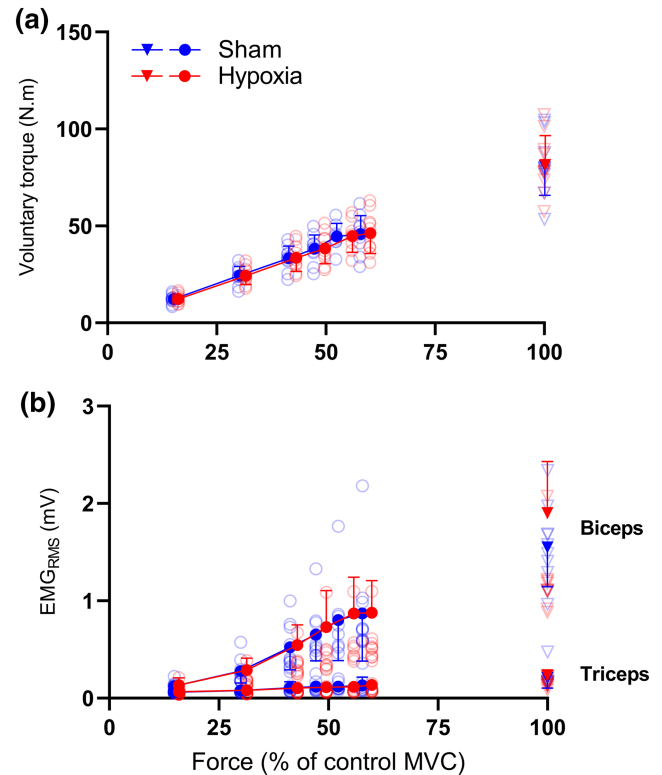 (a)
150
100
50
0
Voluntary torque (N.m)
Sham
Hypoxia
0 25 50 75 100
(b)
3
2
1
0
EMG_RMS (mV)
Biceps
Triceps
0 25 50 75 100
Force (% of control MVC)